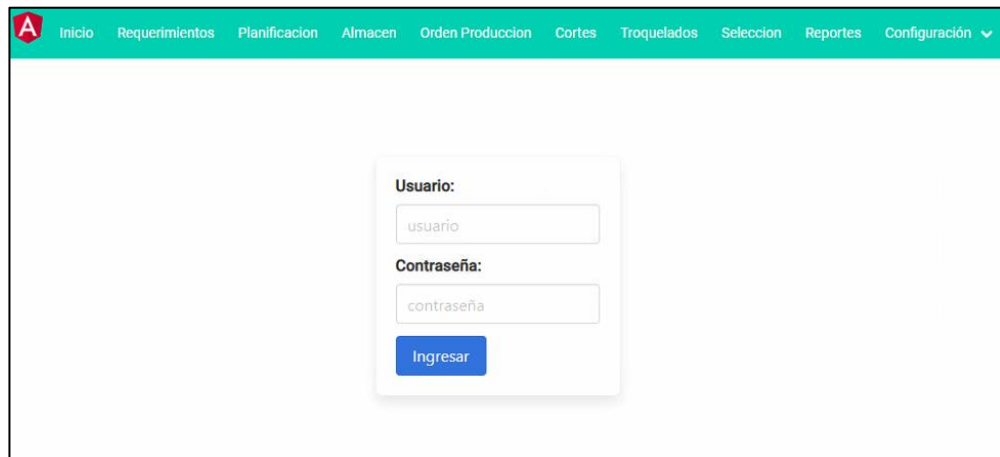 A Inicio Requerimientos Planificacion Almacen Orden Produccion Cortes Troquelados Seleccion Reportes Configuración
Usuario:
usuario
Contraseña:
contraseña
Ingresar